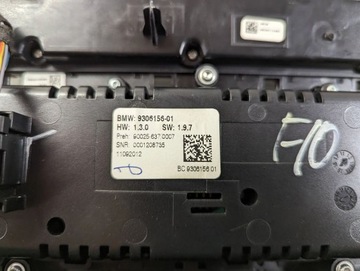 BMW: 9306156-01
HW: 1.3.0 SW: 1.9.7
Preh: 90025-637/0007
SNR: 0001208735
11092012
BC 9306156 01
F10